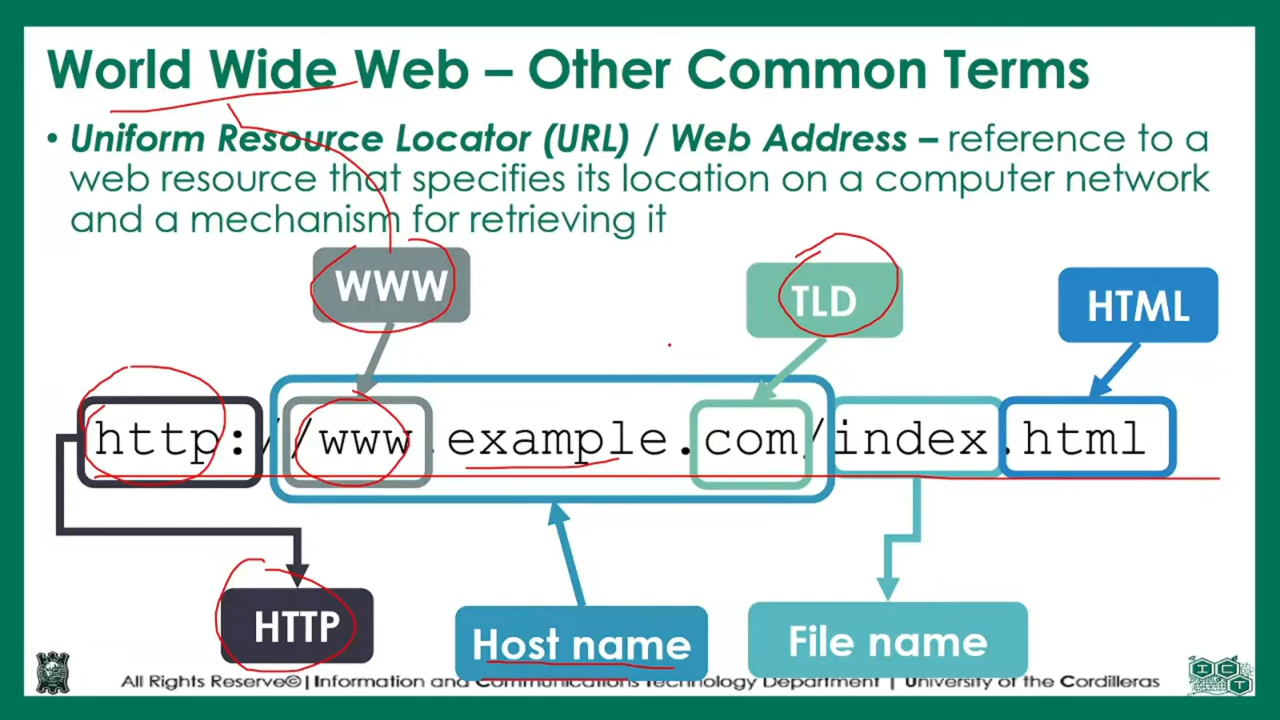 World Wide Web – Other Common Terms
• Uniform Resource Locator (URL) / Web Address – reference to a
web resource that specifies its location on a computer network
and a mechanism for retrieving it
WWW
TLD
HTML
http://www.example.com/index.html
HTTP
Host name
File name
All Rights Reserve©| Information and Communications Technology Department | University of the Cordilleras
I C T